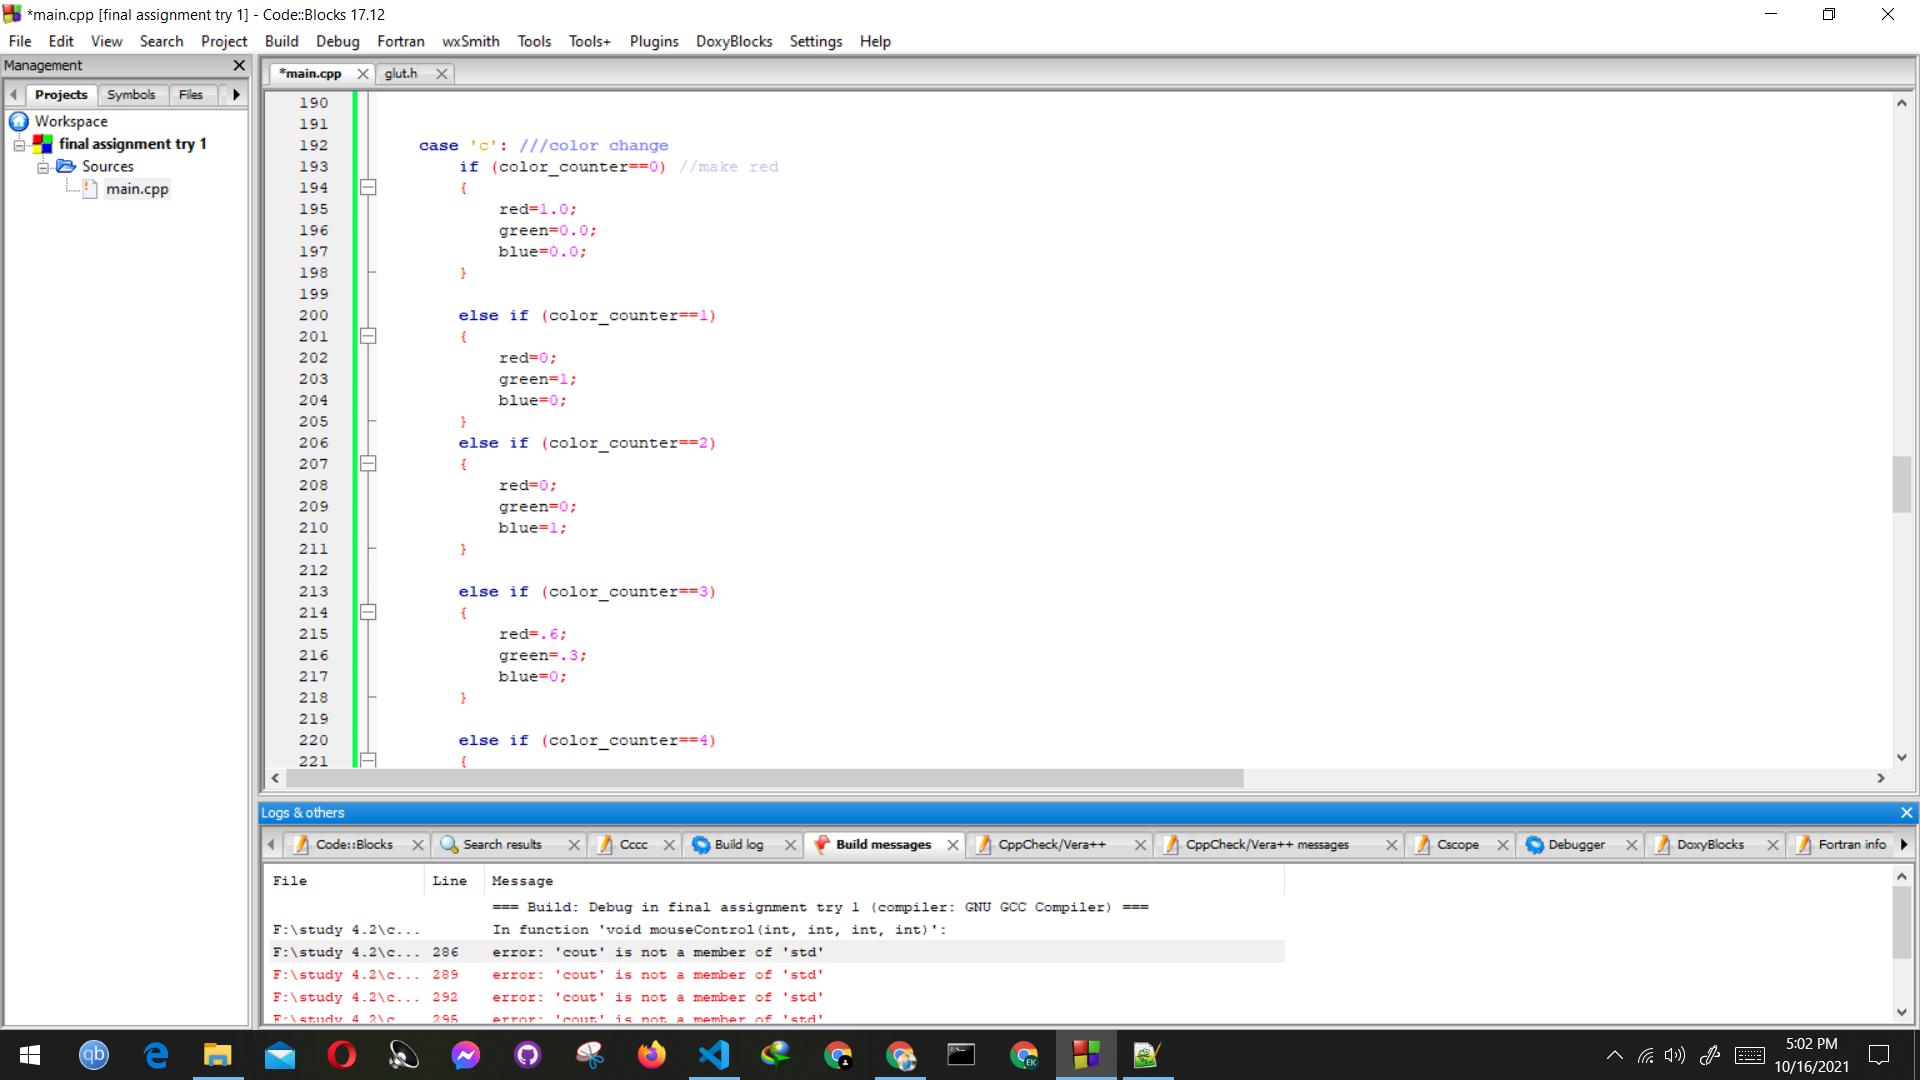 *main.cpp [final assignment try 1] - Code::Blocks 17.12
File Edit View Search Project Build Debug Fortran wxSmith Tools Tools+ Plugins DoxyBlocks Settings Help
Management
*main.cpp glut.h
Projects Symbols Files
Workspace
final assignment try 1
Sources
main.cpp
190
191
192 case 'c': ///color change
193 if (color_counter==0) //make red
194 {
195 red=1.0;
196 green=0.0;
197 blue=0.0;
198 }
199
200 else if (color_counter==1)
201 {
202 red=0;
203 green=1;
204 blue=0;
205 }
206 else if (color_counter==2)
207 {
208 red=0;
209 green=0;
210 blue=1;
211 }
212
213 else if (color_counter==3)
214 {
215 red=.6;
216 green=.3;
217 blue=0;
218 }
219
220 else if (color_counter==4)
221 {
Logs & others
Code::Blocks Search results Cccc Build log Build messages CppCheck/Vera++ CppCheck/Vera++ messages Cscope Debugger DoxyBlocks Fortran info
File Line Message
=== Build: Debug in final assignment try 1 (compiler: GNU GCC Compiler) ===
F:\study 4.2\c... In function 'void mouseControl(int, int, int, int)':
F:\study 4.2\c... 286 error: 'cout' is not a member of 'std'
F:\study 4.2\c... 289 error: 'cout' is not a member of 'std'
F:\study 4.2\c... 292 error: 'cout' is not a member of 'std'
F:\study 4.2\c... 295 error: 'cout' is not a member of 'std'
qb
EK
5:02 PM
10/16/2021